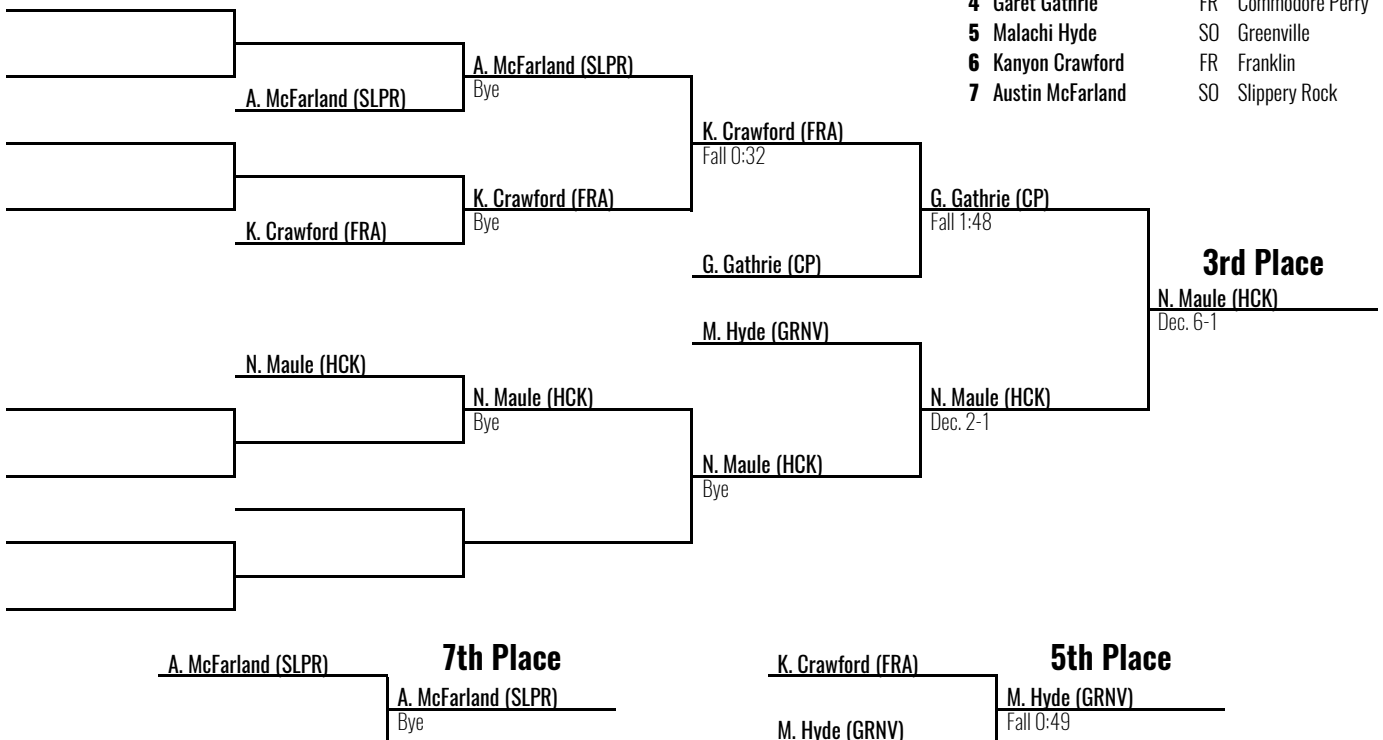 4 Garet Gathrie FR Commodore Perry
5 Malachi Hyde SO Greenville
6 Kanyon Crawford FR Franklin
7 Austin McFarland SO Slippery Rock
A. McFarland (SLPR)
Bye
A. McFarland (SLPR)
K. Crawford (FRA)
Fall 0:32
K. Crawford (FRA)
Bye
G. Gathrie (CP)
Fall 1:48
K. Crawford (FRA)
G. Gathrie (CP)
3rd Place
N. Maule (HCK)
Dec. 6-1
M. Hyde (GRNV)
N. Maule (HCK)
N. Maule (HCK)
Bye
N. Maule (HCK)
Dec. 2-1
N. Maule (HCK)
Bye
7th Place
A. McFarland (SLPR)
A. McFarland (SLPR)
Bye
5th Place
K. Crawford (FRA)
M. Hyde (GRNV)
Fall 0:49
M. Hyde (GRNV)